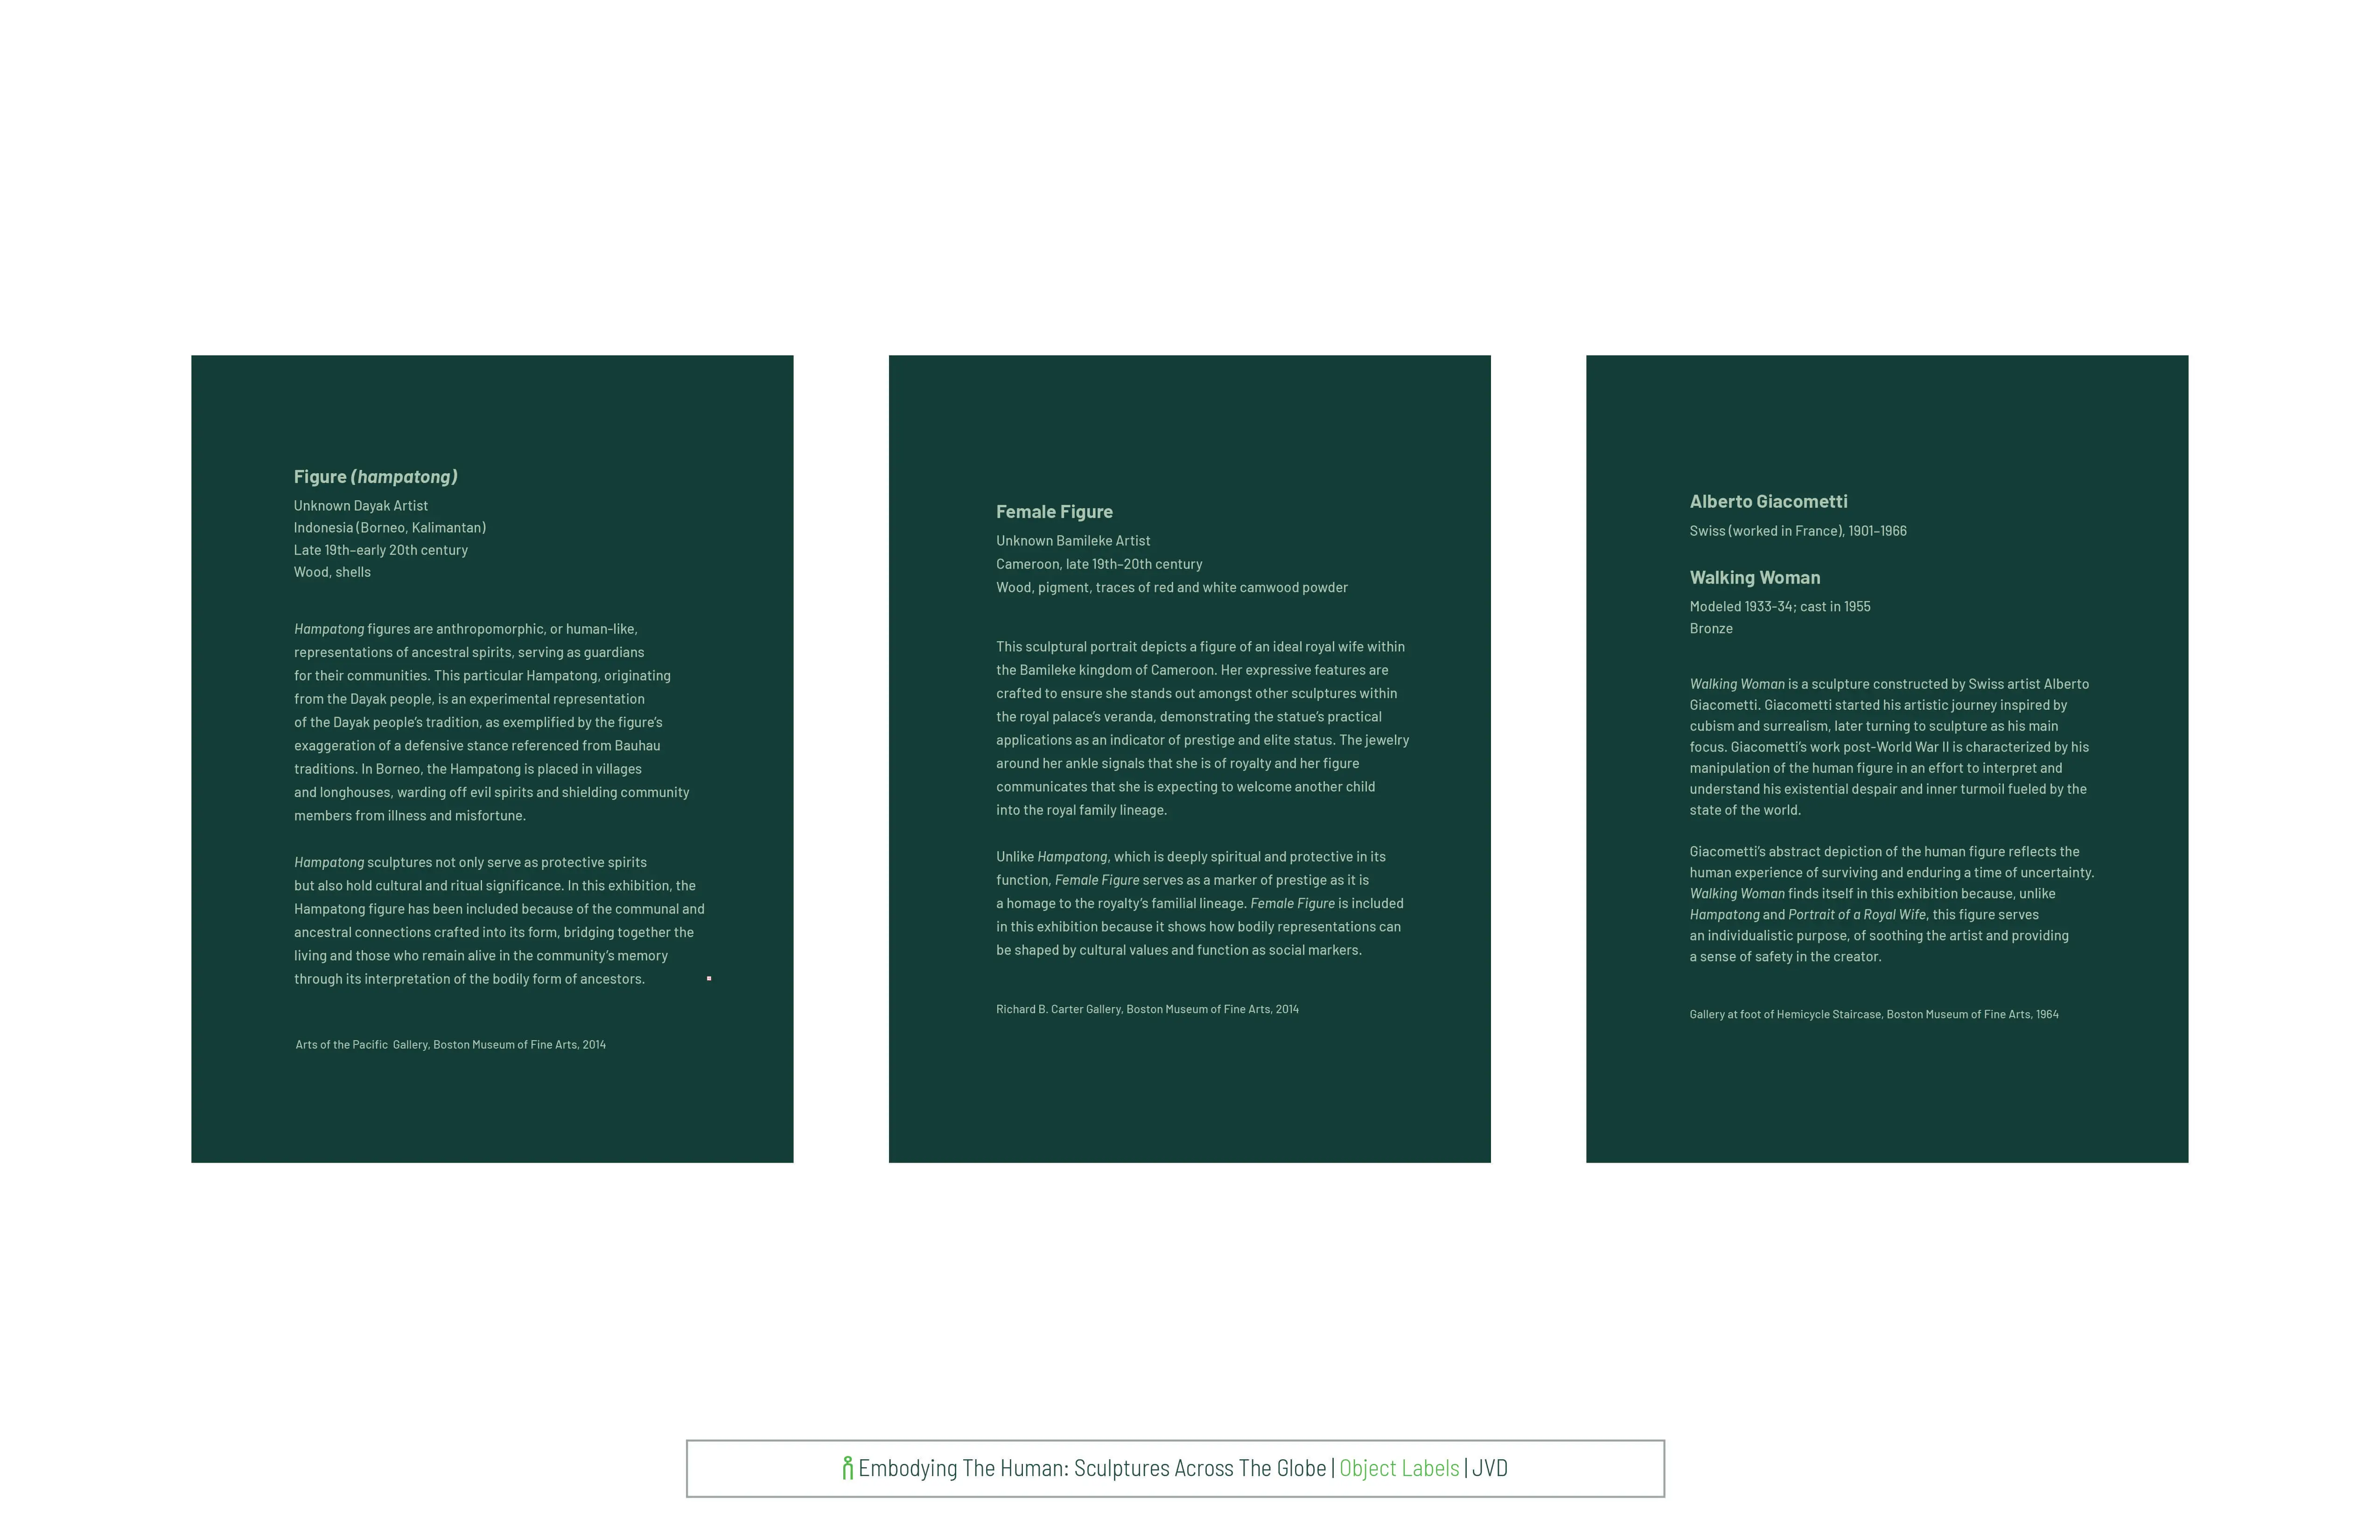 Figure (hampatong)
Unknown Dayak Artist
Indonesia (Borneo, Kalimantan)
Late 19th–early 20th century
Wood, shells
Hampatong figures are anthropomorphic, or human-like,
representations of ancestral spirits, serving as guardians
for their communities. This particular Hampatong, originating
from the Dayak people, is an experimental representation
of the Dayak people’s tradition, as exemplified by the figure’s
exaggeration of a defensive stance referenced from Bauhau
traditions. In Borneo, the Hampatong is placed in villages
and longhouses, warding off evil spirits and shielding community
members from illness and misfortune.
Hampatong sculptures not only serve as protective spirits
but also hold cultural and ritual significance. In this exhibition, the
Hampatong figure has been included because of the communal and
ancestral connections crafted into its form, bridging together the
living and those who remain alive in the community’s memory
through its interpretation of the bodily form of ancestors.
Arts of the Pacific  Gallery, Boston Museum of Fine Arts, 2014
Female Figure
Unknown Bamileke Artist
Cameroon, late 19th–20th century
Wood, pigment, traces of red and white camwood powder
This sculptural portrait depicts a figure of an ideal royal wife within
the Bamileke kingdom of Cameroon. Her expressive features are
crafted to ensure she stands out amongst other sculptures within
the royal palace’s veranda, demonstrating the statue’s practical
applications as an indicator of prestige and elite status. The jewelry
around her ankle signals that she is of royalty and her figure
communicates that she is expecting to welcome another child
into the royal family lineage.
Unlike Hampatong, which is deeply spiritual and protective in its
function, Female Figure serves as a marker of prestige as it is
a homage to the royalty’s familial lineage. Female Figure is included
in this exhibition because it shows how bodily representations can
be shaped by cultural values and function as social markers.
Richard B. Carter Gallery, Boston Museum of Fine Arts, 2014
Alberto Giacometti
Swiss (worked in France), 1901–1966
Walking Woman
Modeled 1933-34; cast in 1955
Bronze
Walking Woman is a sculpture constructed by Swiss artist Alberto
Giacometti. Giacometti started his artistic journey inspired by
cubism and surrealism, later turning to sculpture as his main
focus. Giacometti’s work post-World War II is characterized by his
manipulation of the human figure in an effort to interpret and
understand his existential despair and inner turmoil fueled by the
state of the world.
Giacometti’s abstract depiction of the human figure reflects the
human experience of surviving and enduring a time of uncertainty.
Walking Woman finds itself in this exhibition because, unlike
Hampatong and Portrait of a Royal Wife, this figure serves
an individualistic purpose, of soothing the artist and providing
a sense of safety in the creator.
Gallery at foot of Hemicycle Staircase, Boston Museum of Fine Arts, 1964
Embodying The Human: Sculptures Across The Globe | Object Labels | JVD